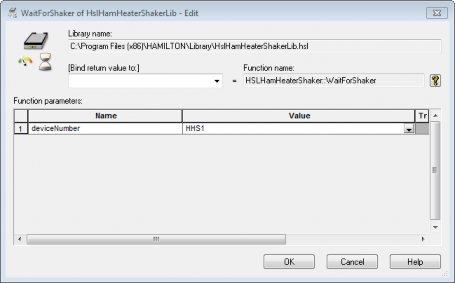 WaitForShaker of HslHamHeaterShakerLib - Edit
Library name:
C:\Program Files (x86)\HAMILTON\Library\HslHamHeaterShakerLib.hsl
[Bind return value to:]
Function name:
= HSLHamHeaterShaker::WaitForShaker
Function parameters:
Name Value Tr
1 deviceNumber HHS1
OK Cancel Help